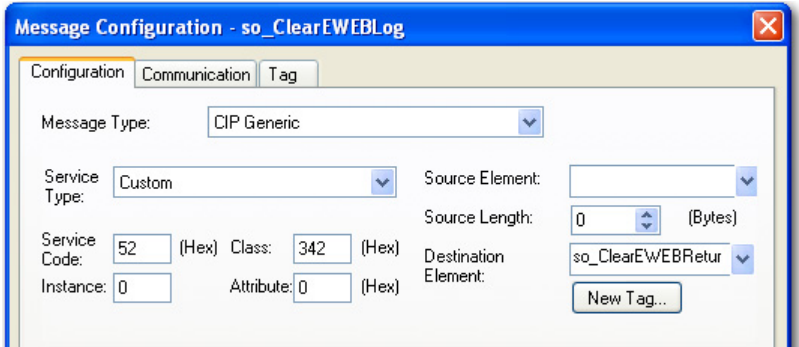 Message Configuration - so_ClearEWEBLog
Configuration Communication Tag
Message Type: CIP Generic
Service Type: Custom
Source Element:
Source Length: 0 (Bytes)
Service Code: 52 (Hex) Class: 342 (Hex)
Destination Element: so_ClearEWEBRetur
Instance: 0 Attribute: 0 (Hex)
New Tag...